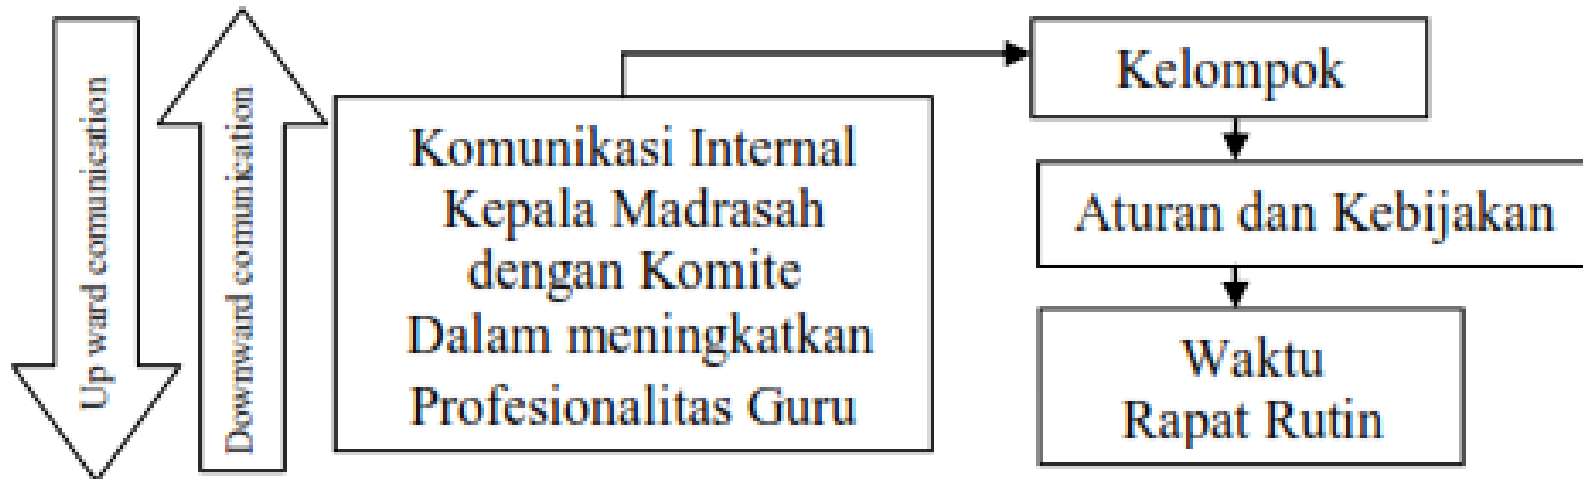 Up ward comunication
Downward comunication
Komunikasi Internal
Kepala Madrasah
dengan Komite
Dalam meningkatkan
Profesionalitas Guru
Kelompok
Aturan dan Kebijakan
Waktu
Rapat Rutin